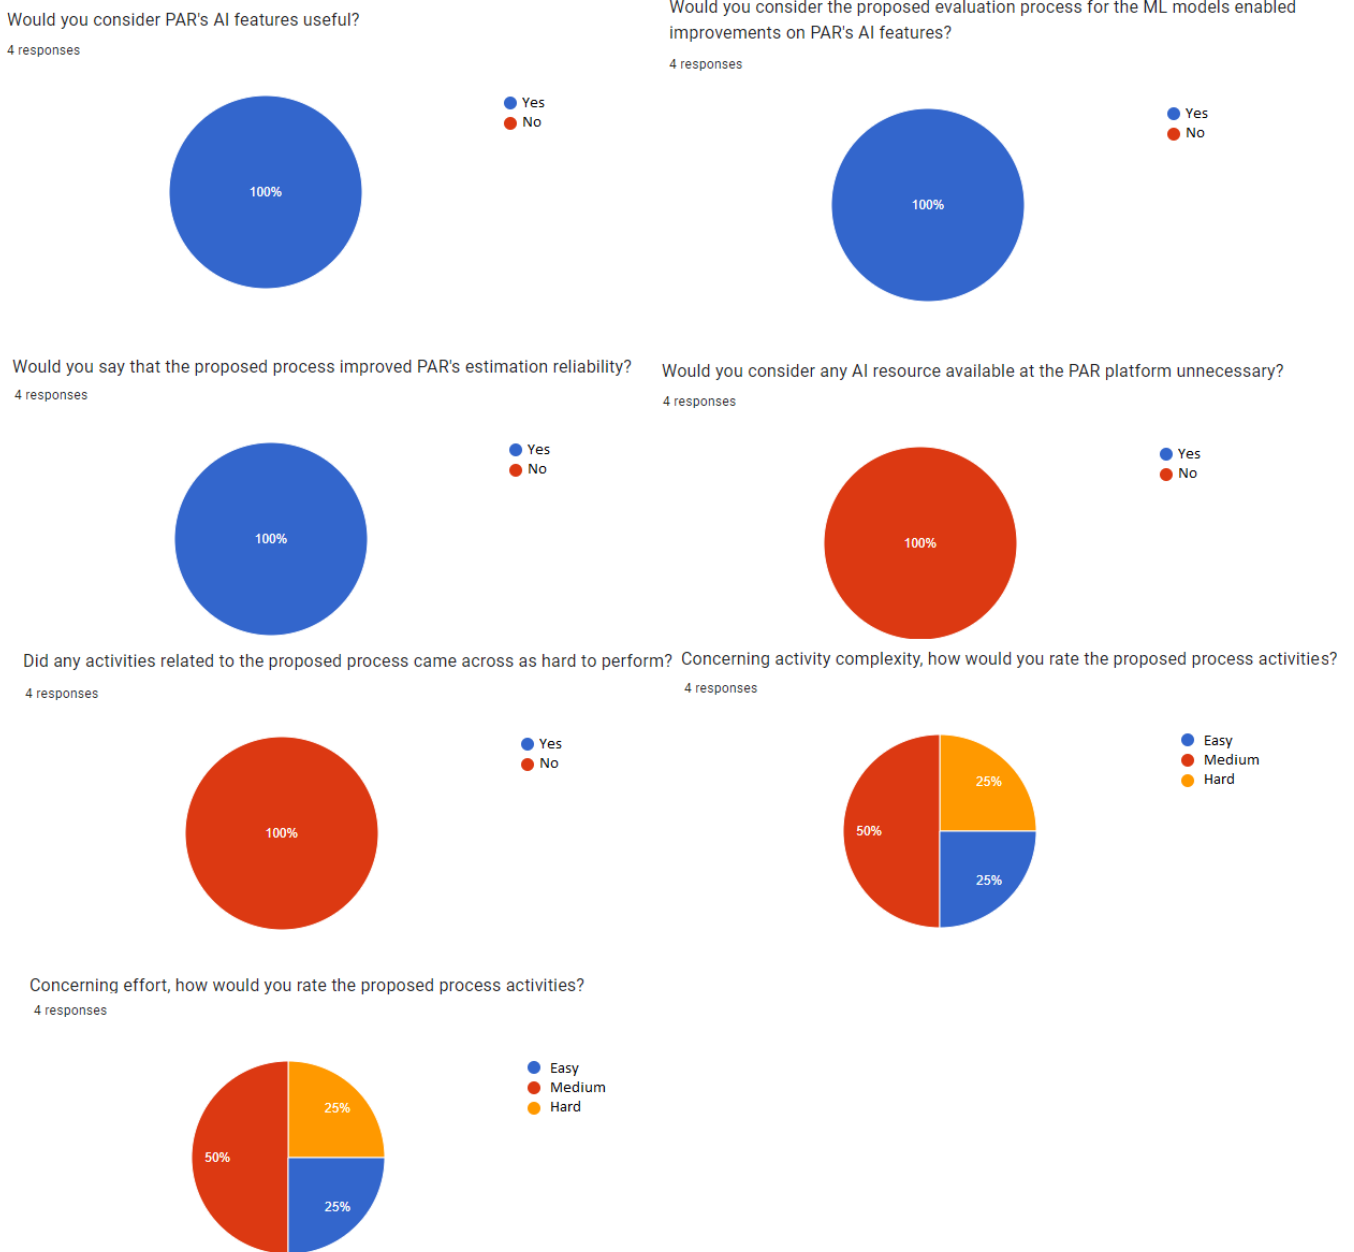 Would you consider PAR's AI features useful?
4 responses
Yes
No
100%
Would you consider the proposed evaluation process for the ML models enabled
improvements on PAR's AI features?
4 responses
Yes
No
100%
Would you say that the proposed process improved PAR's estimation reliability?
4 responses
Yes
No
100%
Would you consider any AI resource available at the PAR platform unnecessary?
4 responses
Yes
No
100%
Did any activities related to the proposed process came across as hard to perform?
4 responses
Yes
No
100%
Concerning activity complexity, how would you rate the proposed process activities?
4 responses
Easy
Medium
Hard
25%
50%
25%
Concerning effort, how would you rate the proposed process activities?
4 responses
Easy
Medium
Hard
25%
50%
25%